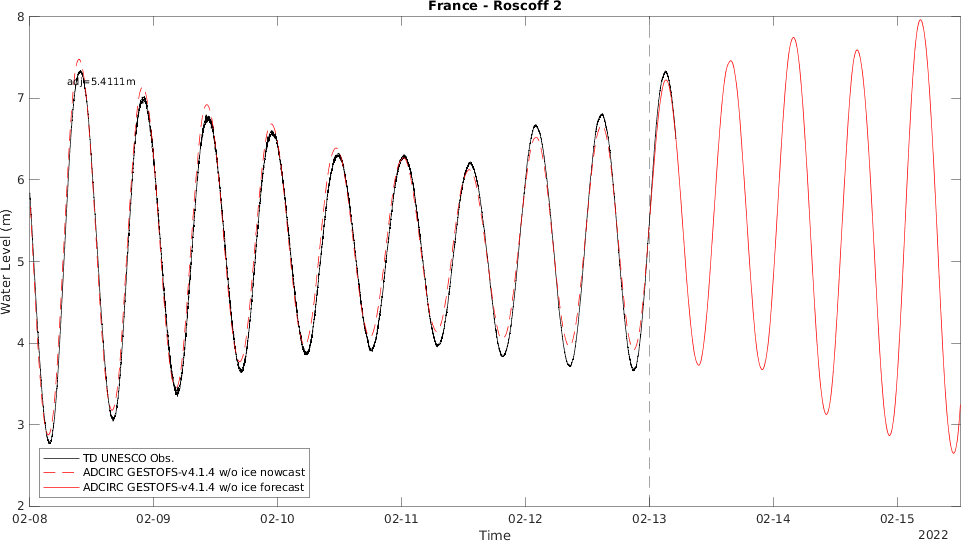 France - Roscoff 2
8
adj=5.4111m
7
6
5
4
3
2
Water Level (m)
TD UNESCO Obs.
ADCIRC GESTOFS-v4.1.4 w/o ice nowcast
ADCIRC GESTOFS-v4.1.4 w/o ice forecast
02-08 02-09 02-10 02-11 02-12 02-13 02-14 02-15
Time
2022